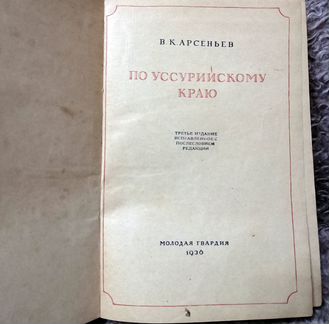 В.К.АРСЕНЬЕВ
ПО УССУРИЙСКОМУ
КРАЮ
ТРЕТЬЕ ИЗДАНИЕ
ИСПРАВЛЕННОЕ С
ПОСЛЕСЛОВИЕМ
РЕДАКЦИИ
МОЛОДАЯ ГВАРДИЯ
1936